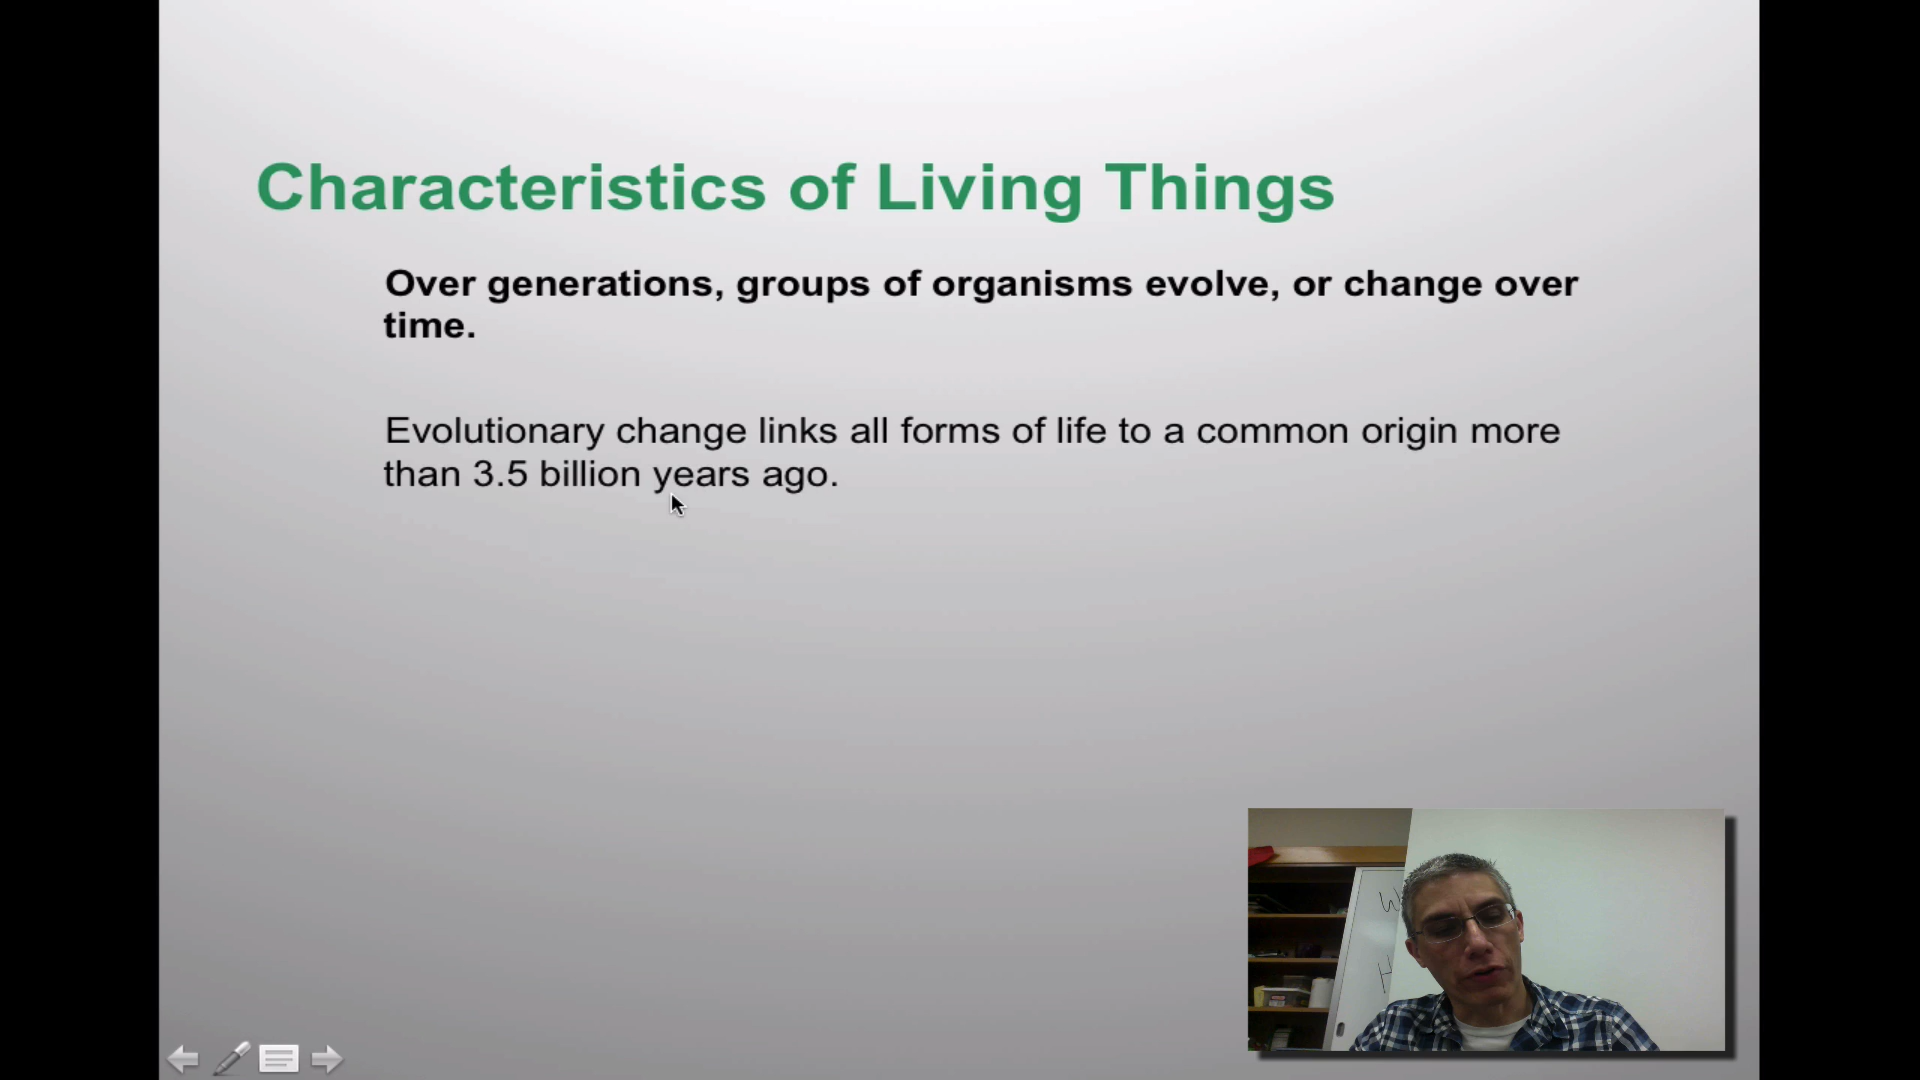 Characteristics of Living Things
Over generations, groups of organisms evolve, or change over
time.
Evolutionary change links all forms of life to a common origin more
than 3.5 billion years ago.
W
H